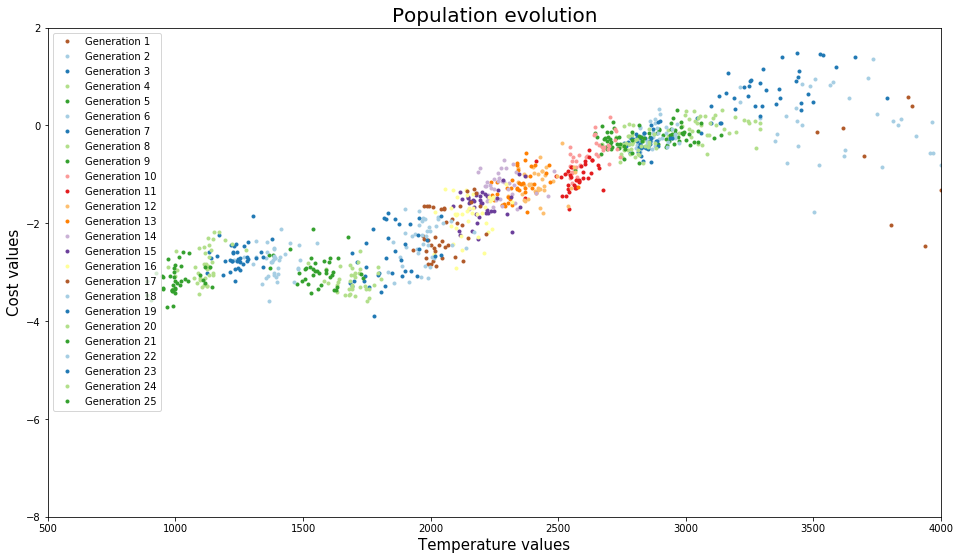 Population evolution
2
0
−2
−4
−6
−8
Cost values
Generation 1
Generation 2
Generation 3
Generation 4
Generation 5
Generation 6
Generation 7
Generation 8
Generation 9
Generation 10
Generation 11
Generation 12
Generation 13
Generation 14
Generation 15
Generation 16
Generation 17
Generation 18
Generation 19
Generation 20
Generation 21
Generation 22
Generation 23
Generation 24
Generation 25
500 1000 1500 2000 2500 3000 3500 4000
Temperature values